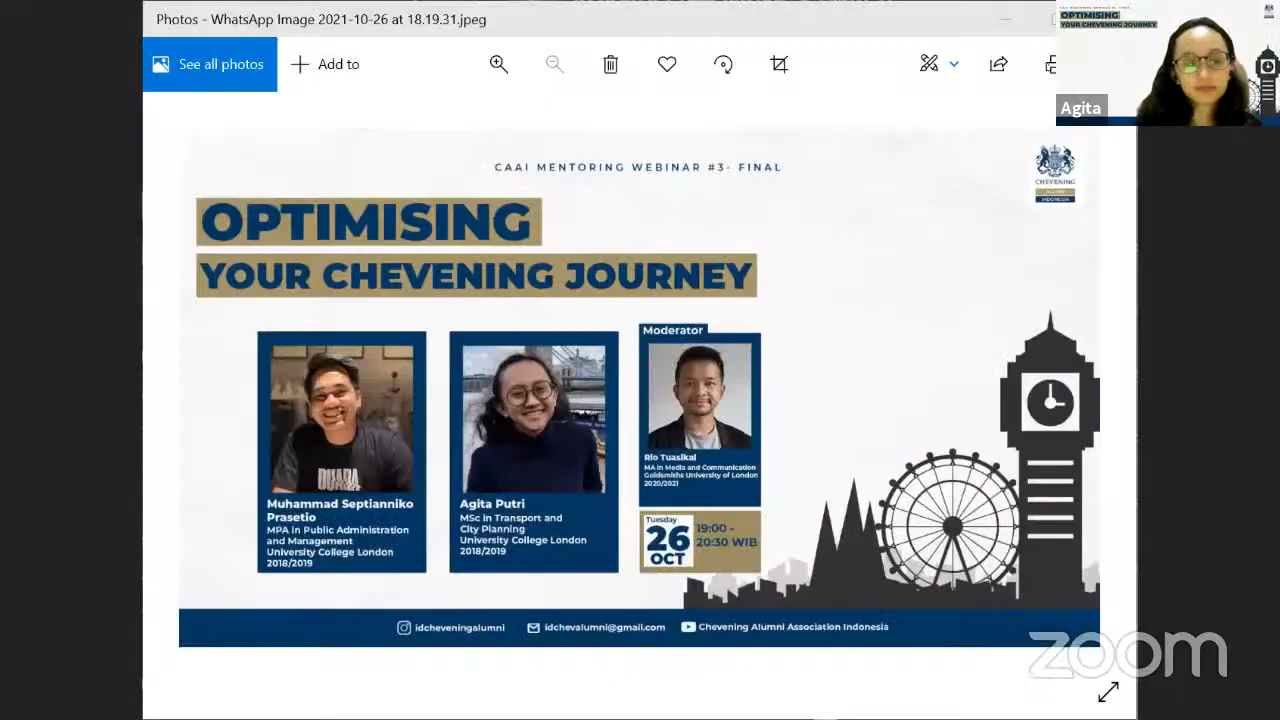 Photos - WhatsApp Image 2021-10-26 at 18.19.31.jpeg
See all photos
Add to
OPTIMISING
YOUR CHEVENING JOURNEY
Agita
CAAI MENTORING WEBINAR #3- FINAL
CHEVENING
INDONESIA
OPTIMISING
YOUR CHEVENING JOURNEY
Muhammad Septianniko
Prasetio
MPA in Public Administration
and Management
University College London
2018/2019
Agita Putri
MSc in Transport and
City Planning
University College London
2018/2019
Moderator
Rio Tuasikal
MA in Media and Communication
Goldsmiths University of London
2020/2021
Tuesday
26
OCT
19:00 -
20:30 WIB
idcheveningalumni
idchevalumni@gmail.com
Chevening Alumni Association Indonesia
zoom